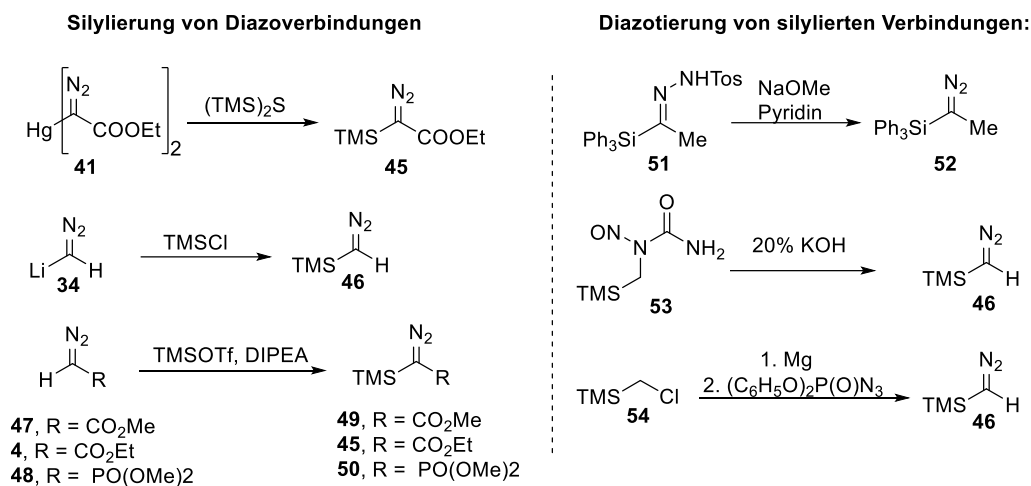 Silylierung von Diazoverbindungen
N2
Hg
COOEt
2
41
(TMS)2S
N2
TMS
COOEt
45
N2
Li
H
34
TMSCl
N2
TMS
H
46
N2
H
R
TMSOTf, DIPEA
N2
TMS
R
47, R = CO2Me
4, R = CO2Et
48, R = PO(OMe)2
49, R = CO2Me
45, R = CO2Et
50, R = PO(OMe)2
Diazotierung von silylierten Verbindungen:
NHTos
N
Ph3Si
Me
51
NaOMe
Pyridin
N2
Ph3Si
Me
52
O
ON
N
NH2
TMS
53
20% KOH
N2
TMS
H
46
TMS
Cl
54
1. Mg
2. (C6H5O)2P(O)N3
N2
TMS
H
46